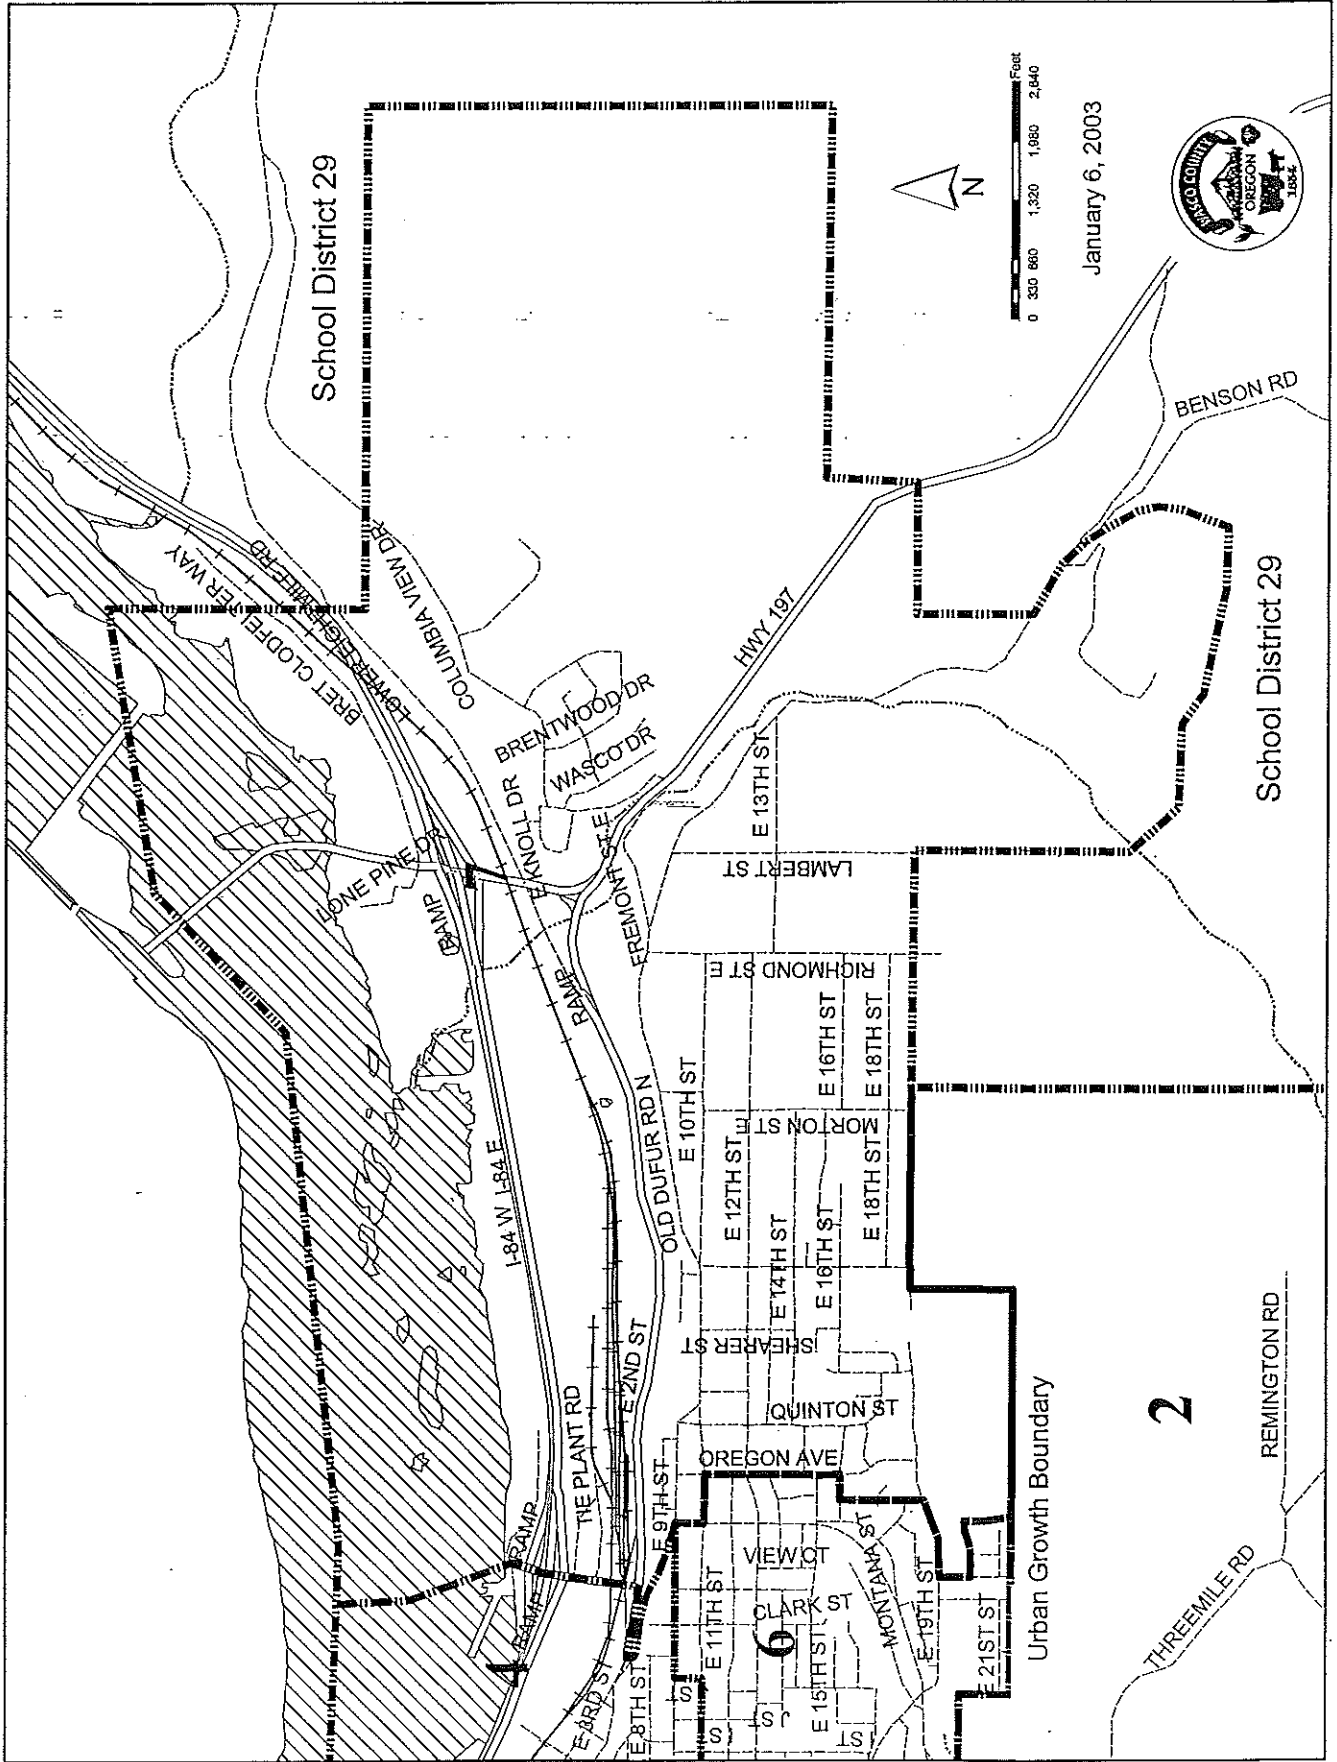 School District 29
Feet
0 330 660 1,320 1,980 2,640
N
January 6, 2003
WASCO COUNTY
OREGON
1854
BRET CLODFELTER WAY
LOWER EIGHTMILE RD
COLUMBIA VIEW DR
BRENTWOOD DR
WASCO DR
E KNOLL DR
LONE PINE DR
RAMP
RAMP
FREMONT ST E
HWY 197
BENSON RD
School District 29
E 13TH ST
LAMBERT ST
RICHMOND ST E
E 10TH ST
E 16TH ST
E 18TH ST
MORTON ST E
OLD DUFUR RD N
I-84 W I-84 E
E 12TH ST
E 14TH ST
E 16TH ST
E 18TH ST
SHEARER ST
E 2ND ST
TIE PLANT RD
QUINTON ST
OREGON AVE
E 9TH ST
RAMP
RAMP
VIEW CT
MONTANA ST
E 11TH ST
CLARK ST
6
E 19TH ST
E 21ST ST
E 15TH ST
E 3RD ST
E 8TH ST
ST
J ST
I S
ST
Urban Growth Boundary
2
REMINGTON RD
THREEMILE RD